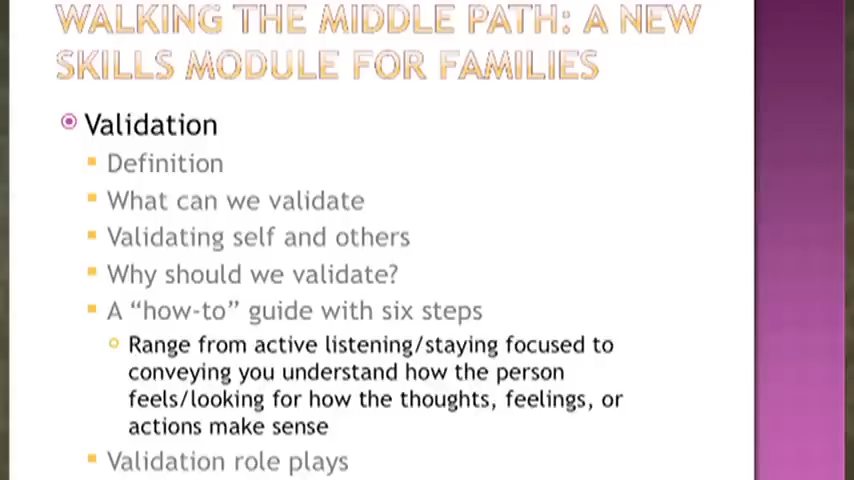 WALKING THE MIDDLE PATH: A NEW
SKILLS MODULE FOR FAMILIES
Validation
Definition
What can we validate
Validating self and others
Why should we validate?
A “how-to” guide with six steps
Range from active listening/staying focused to
conveying you understand how the person
feels/looking for how the thoughts, feelings, or
actions make sense
Validation role plays